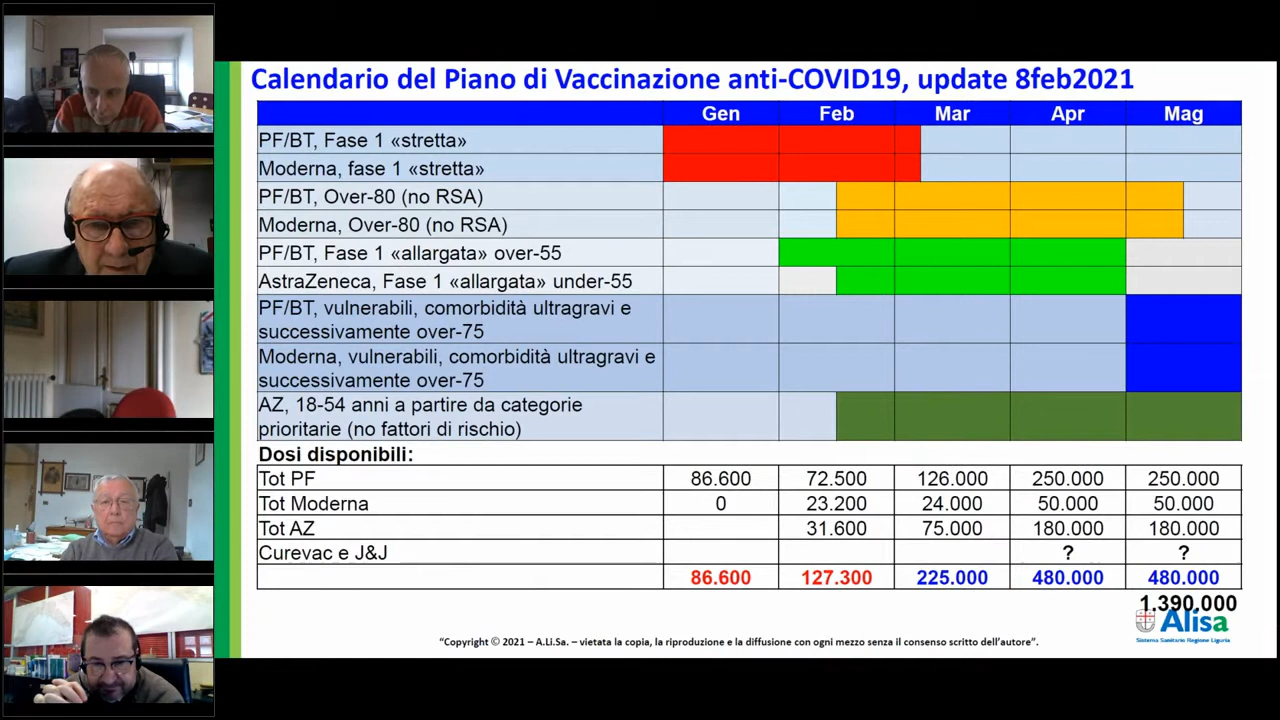 Calendario del Piano di Vaccinazione anti-COVID19, update 8feb2021
Gen Feb Mar Apr Mag
PF/BT, Fase 1 «stretta»
Moderna, fase 1 «stretta»
PF/BT, Over-80 (no RSA)
Moderna, Over-80 (no RSA)
PF/BT, Fase 1 «allargata» over-55
AstraZeneca, Fase 1 «allargata» under-55
PF/BT, vulnerabili, comorbidità ultragravi e
successivamente over-75
Moderna, vulnerabili, comorbidità ultragravi e
successivamente over-75
AZ, 18-54 anni a partire da categorie
prioritarie (no fattori di rischio)
Dosi disponibili:
Tot PF 86.600 72.500 126.000 250.000 250.000
Tot Moderna 0 23.200 24.000 50.000 50.000
Tot AZ 31.600 75.000 180.000 180.000
Curevac e J&J ? ?
86.600 127.300 225.000 480.000 480.000
1.390.000
Alisa
Sistema Sanitario Regione Liguria
“Copyright © 2021 – A.Li.Sa. – vietata la copia, la riproduzione e la diffusione con ogni mezzo senza il consenso scritto dell’autore”.